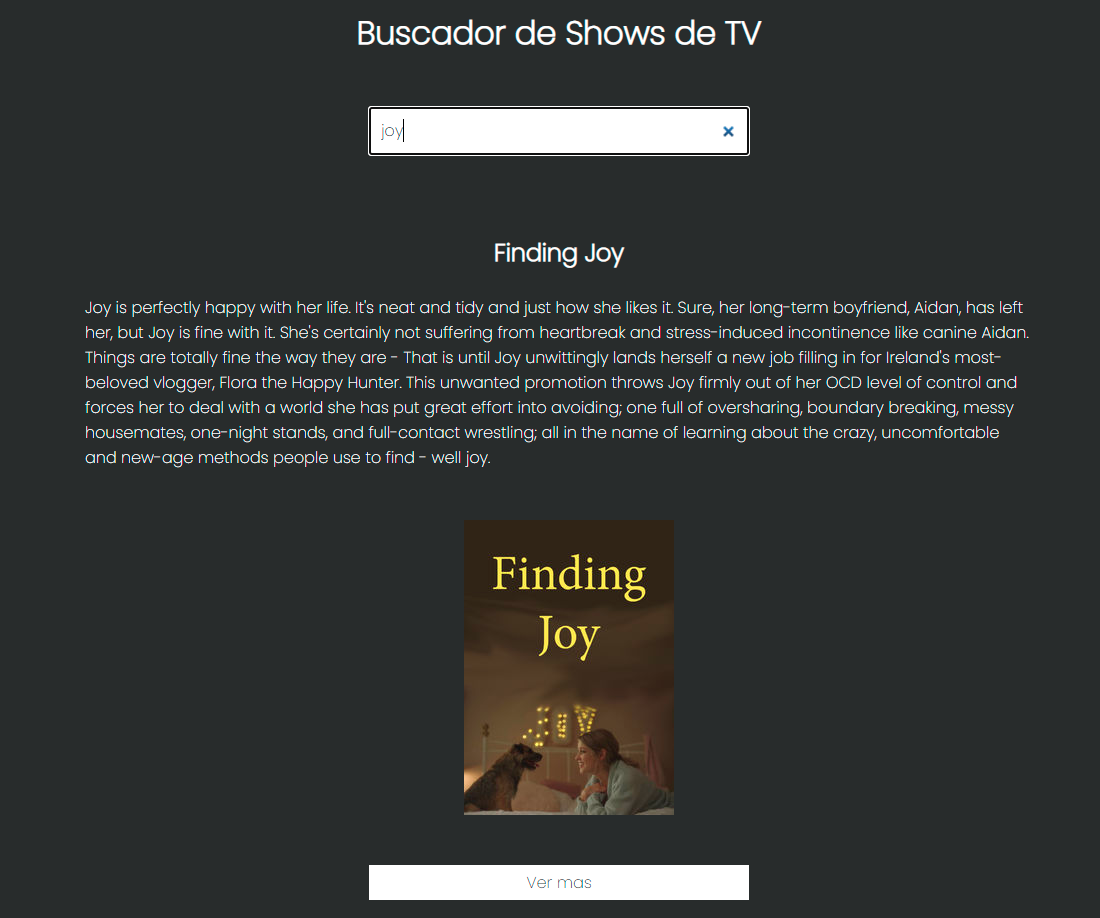 Buscador de Shows de TV
joy
Finding Joy
Joy is perfectly happy with her life. It's neat and tidy and just how she likes it. Sure, her long-term boyfriend, Aidan, has left
her, but Joy is fine with it. She's certainly not suffering from heartbreak and stress-induced incontinence like canine Aidan.
Things are totally fine the way they are - That is until Joy unwittingly lands herself a new job filling in for Ireland's most-
beloved vlogger, Flora the Happy Hunter. This unwanted promotion throws Joy firmly out of her OCD level of control and
forces her to deal with a world she has put great effort into avoiding; one full of oversharing, boundary breaking, messy
housemates, one-night stands, and full-contact wrestling; all in the name of learning about the crazy, uncomfortable
and new-age methods people use to find - well joy.
Finding
Joy
JOY
Ver mas